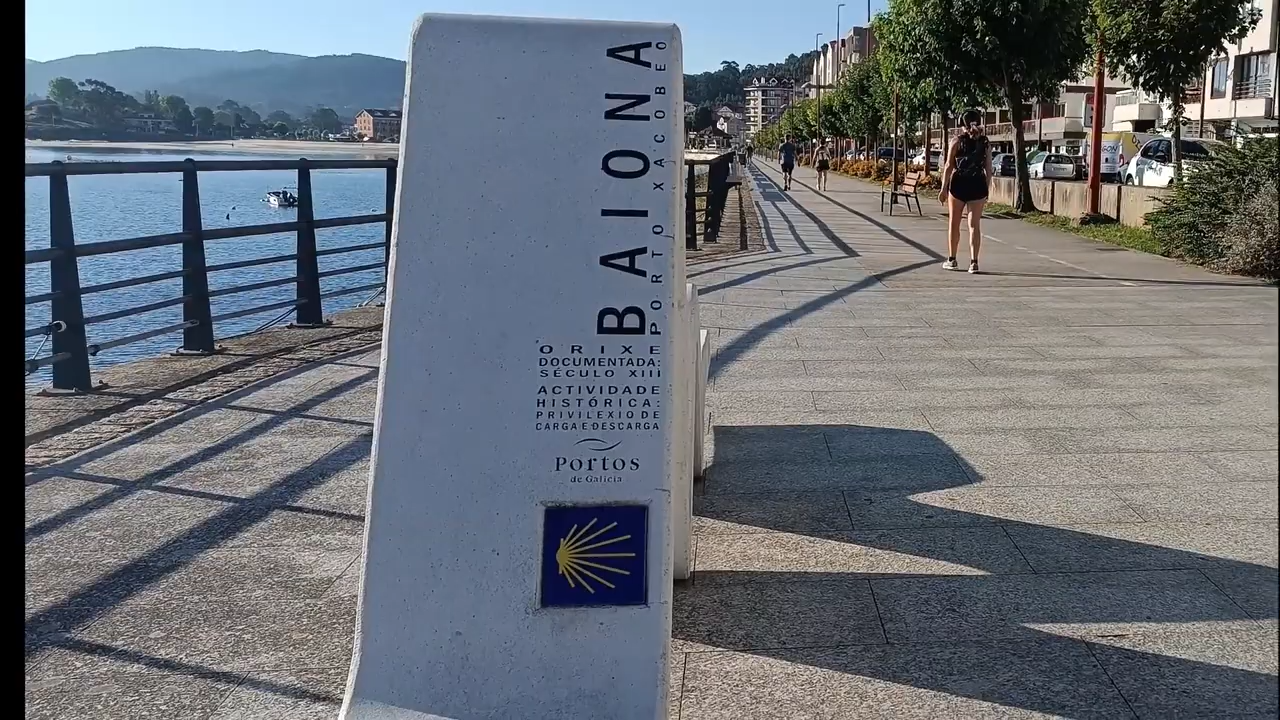 BAIONA
PORTO XACOBEO
ORIXE
DOCUMENTADA:
SÉCULO XIII
ACTIVIDADE
HISTÓRICA:
PRIVILEXIO DE
CARGA E DESCARGA
Portos
de Galicia